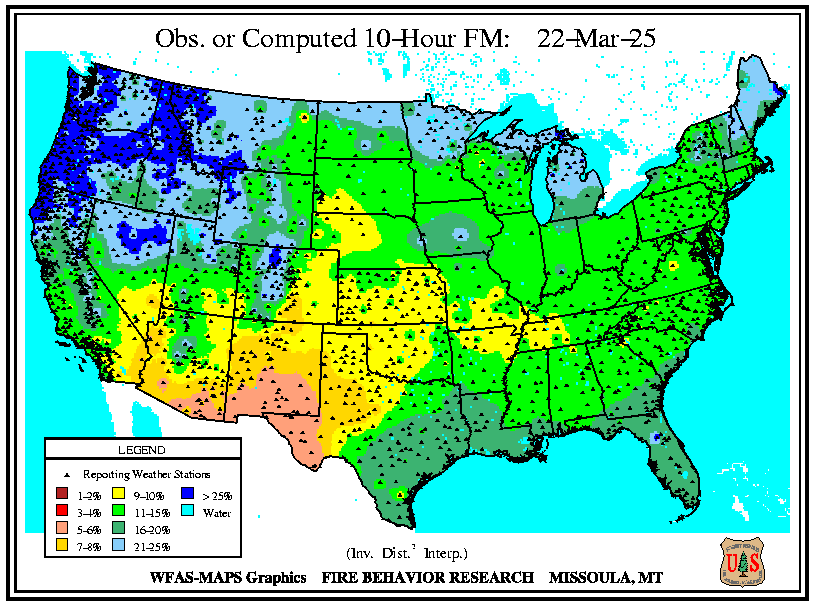 Obs. or Computed 10-Hour FM: 22-Mar-25
LEGEND
Reporting Weather Stations
1-2% 9-10% > 25%
3-4% 11-15% Water
5-6% 16-20%
7-8% 21-25%
(Inv. Dist.² Interp.)
WFAS-MAPS Graphics FIRE BEHAVIOR RESEARCH MISSOULA, MT
U S